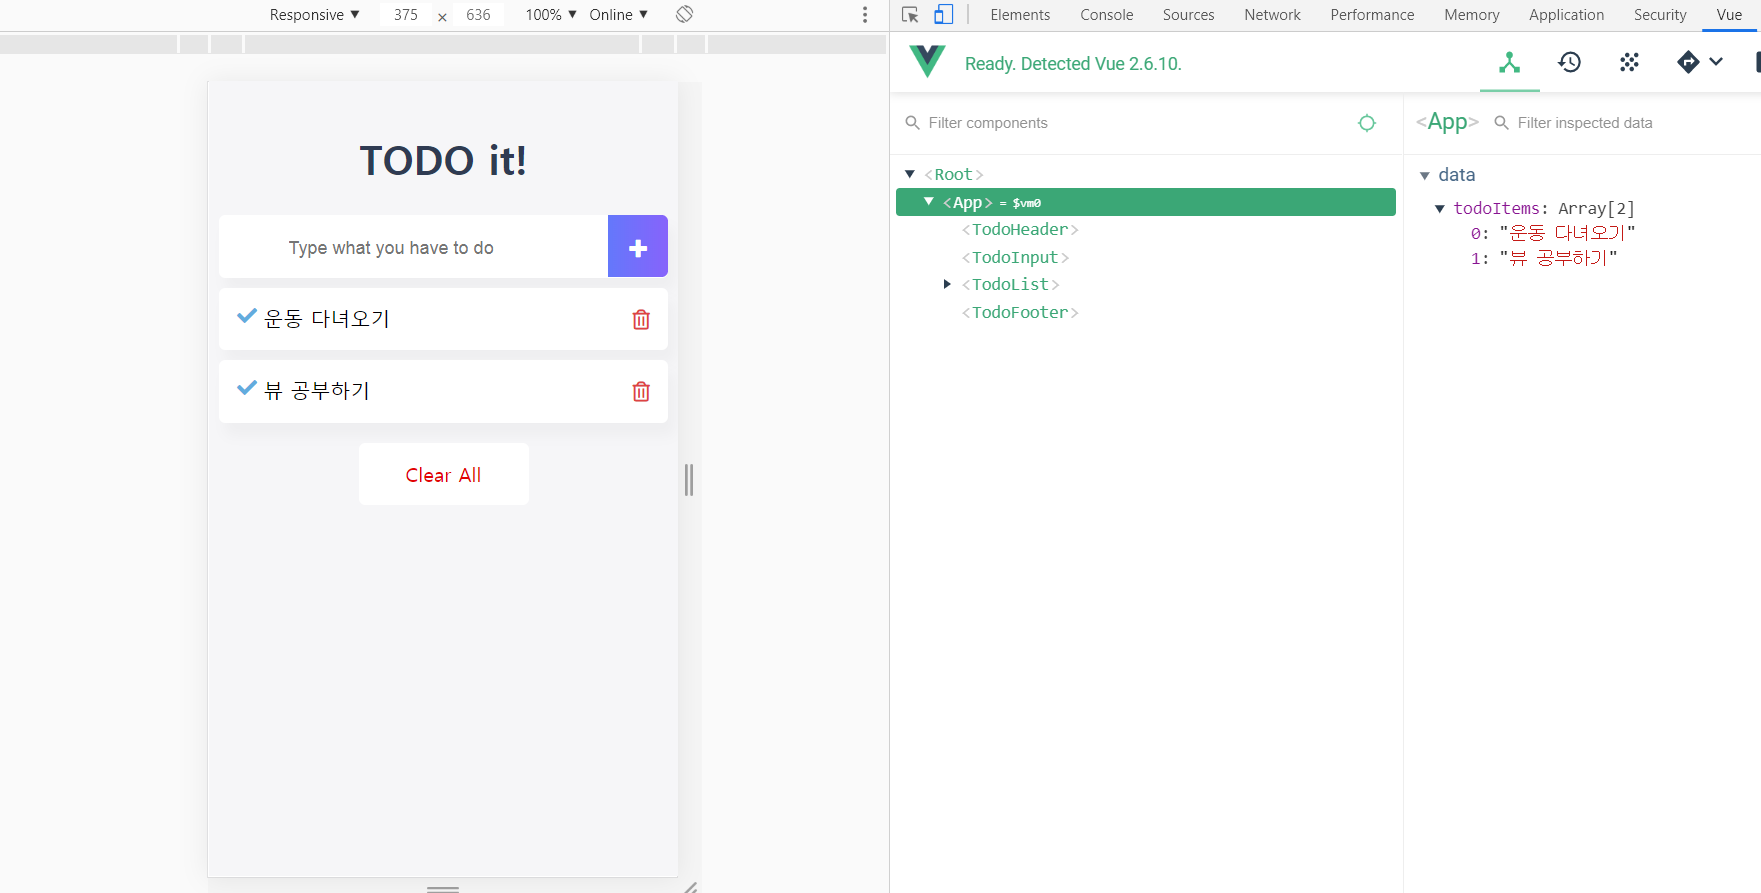 Responsive ▼ 375 × 636 100% ▼ Online ▼
TODO it!
Type what you have to do
운동 다녀오기
뷰 공부하기
Clear All
Elements Console Sources Network Performance Memory Application Security Vue
Ready. Detected Vue 2.6.10.
Filter components
<Root>
<App> = $vm0
<TodoHeader>
<TodoInput>
<TodoList>
<TodoFooter>
<App> Filter inspected data
data
todoItems: Array[2]
0: "운동 다녀오기"
1: "뷰 공부하기"